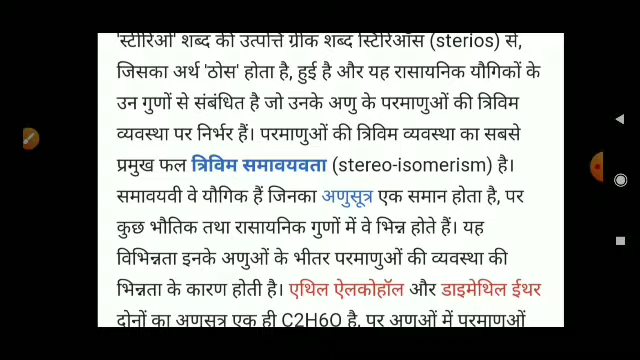 'स्टीरिओ' शब्द की उत्पत्ति ग्रीक शब्द स्टिरिऑस (sterios) से,
जिसका अर्थ 'ठोस' होता है, हुई है और यह रासायनिक यौगिकों के
उन गुणों से संबंधित है जो उनके अणु के परमाणुओं की त्रिविम
व्यवस्था पर निर्भर हैं। परमाणुओं की त्रिविम व्यवस्था का सबसे
प्रमुख फल त्रिविम समावयवता (stereo-isomerism) है।
समावयवी वे यौगिक हैं जिनका अणुसूत्र एक समान होता है, पर
कुछ भौतिक तथा रासायनिक गुणों में वे भिन्न होते हैं। यह
विभिन्नता इनके अणुओं के भीतर परमाणुओं की व्यवस्था की
भिन्नता के कारण होती है। एथिल ऐलकोहॉल और डाइमेथिल ईथर
दोनों का अणुसूत्र एक ही C2H6O है, पर अणुओं में परमाणुओं